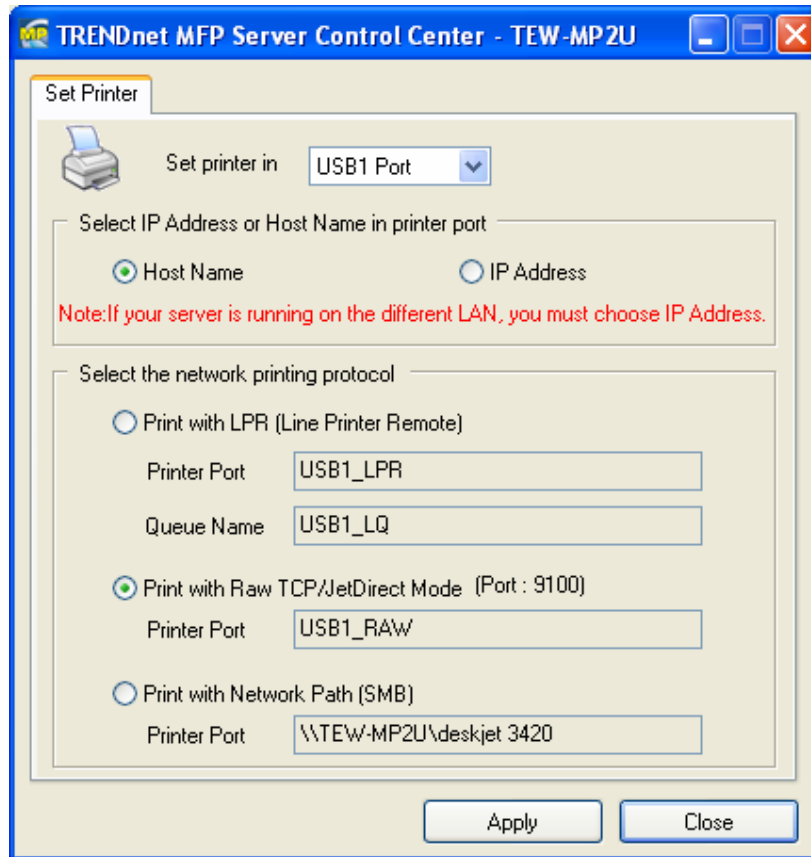 MP TRENDnet MFP Server Control Center - TEW-MP2U
Set Printer
Set printer in USB1 Port
Select IP Address or Host Name in printer port
Host Name IP Address
Note:If your server is running on the different LAN, you must choose IP Address.
Select the network printing protocol
Print with LPR (Line Printer Remote)
Printer Port USB1_LPR
Queue Name USB1_LQ
Print with Raw TCP/JetDirect Mode (Port : 9100)
Printer Port USB1_RAW
Print with Network Path (SMB)
Printer Port \\TEW-MP2U\deskjet 3420
Apply Close